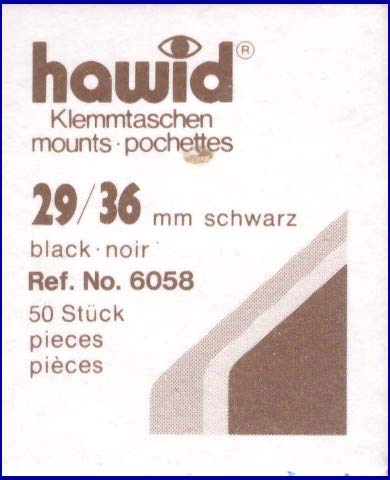 hawid®
Klemmtaschen
mounts · pochettes
29/36 mm schwarz
black · noir
Ref. No. 6058
50 Stück
pieces
pièces